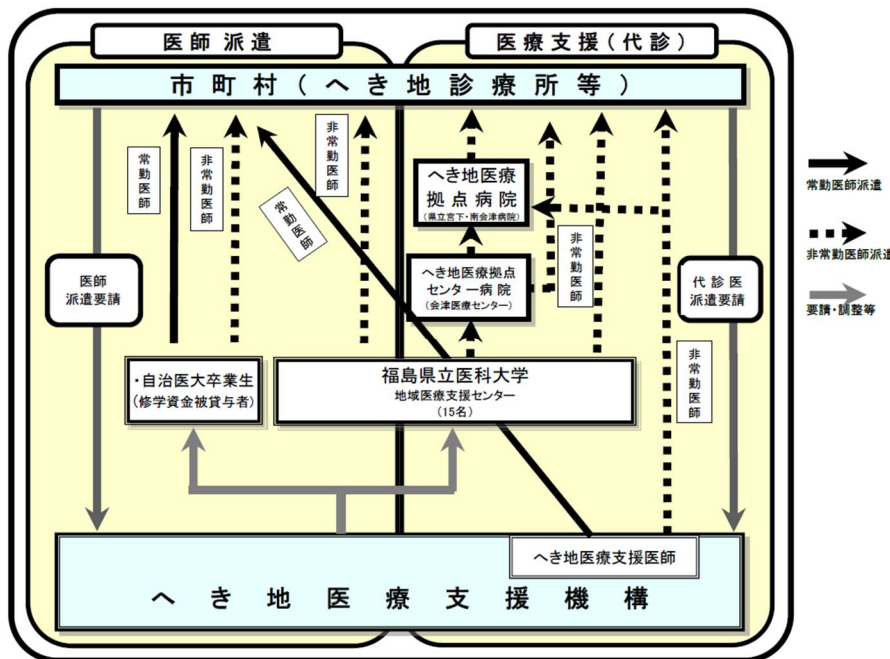 医師派遣
医療支援(代診)
市町村(へき地診療所等)
常勤医師
非常勤医師
常勤医師
非常勤医師
へき地医療
拠点病院
(県立宮下・南会津病院)
へき地医療拠点
センター病院
(会津医療センター)
非常勤医師
医師
派遣要請
代診医
派遣要請
・自治医大卒業生
(修学資金被貸与者)
福島県立医科大学
地域医療支援センター
(15名)
非常勤医師
へき地医療支援医師
へき地医療支援機構
常勤医師派遣
非常勤医師派遣
要請・調整等